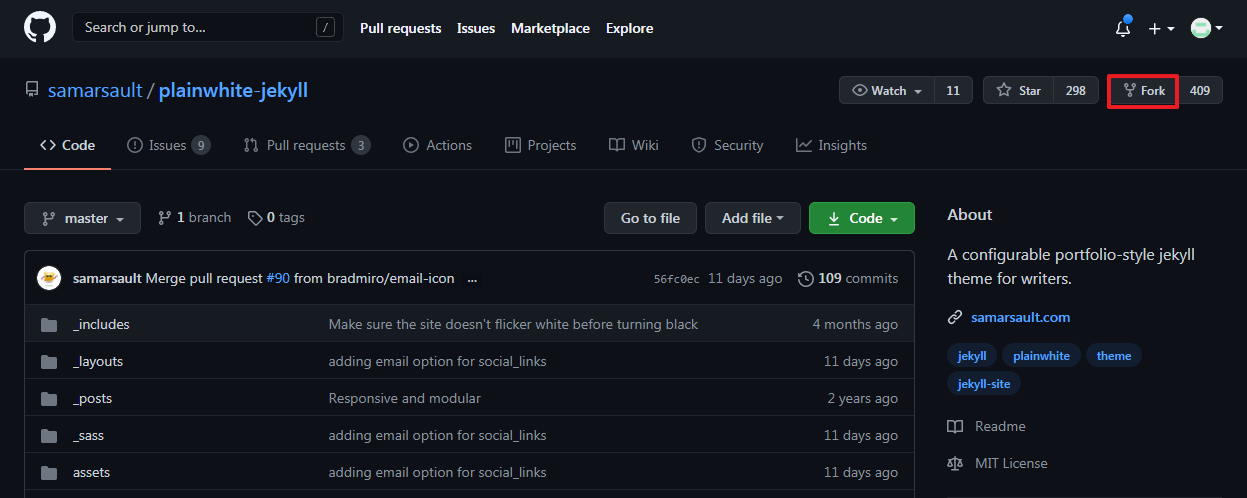 Search or jump to... /
Pull requests Issues Marketplace Explore
samarsault / plainwhite-jekyll
Watch 11 Star 298 Fork 409
Code Issues 9 Pull requests 3 Actions Projects Wiki Security Insights
master 1 branch 0 tags Go to file Add file Code
samarsault Merge pull request #90 from bradmiro/email-icon ... 56fc0ec 11 days ago 109 commits
_includes Make sure the site doesn't flicker white before turning black 4 months ago
_layouts adding email option for social_links 11 days ago
_posts Responsive and modular 2 years ago
_sass adding email option for social_links 11 days ago
assets adding email option for social_links 11 days ago
About
A configurable portfolio-style jekyll
theme for writers.
samarsault.com
jekyll plainwhite theme
jekyll-site
Readme
MIT License